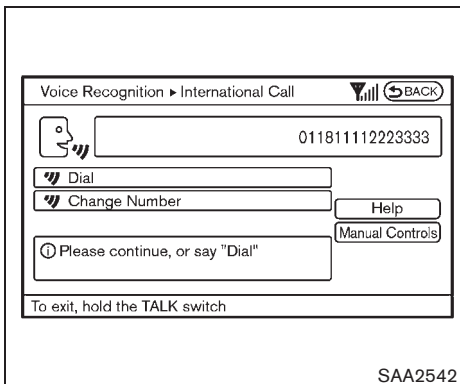 Voice Recognition ▸ International Call BACK
011811112223333
Dial
Change Number
Help
Manual Controls
Please continue, or say "Dial"
To exit, hold the TALK switch
SAA2542